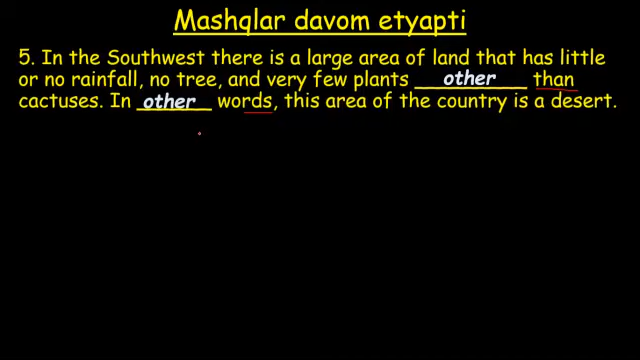 Mashqlar davom etyapti
5. In the Southwest there is a large area of land that has little
or no rainfall, no tree, and very few plants other than
cactuses. In other words, this area of the country is a desert.